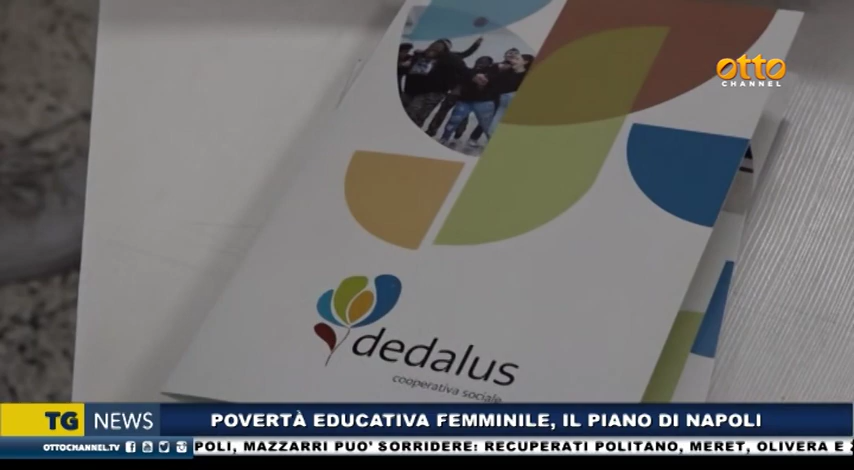 otto
CHANNEL
dedalus
cooperativa sociale
TG NEWS
POVERTÀ EDUCATIVA FEMMINILE, IL PIANO DI NAPOLI
OTTOCHANNEL.TV
POLI, MAZZARRI PUO' SORRIDERE: RECUPERATI POLITANO, MERET, OLIVERA E